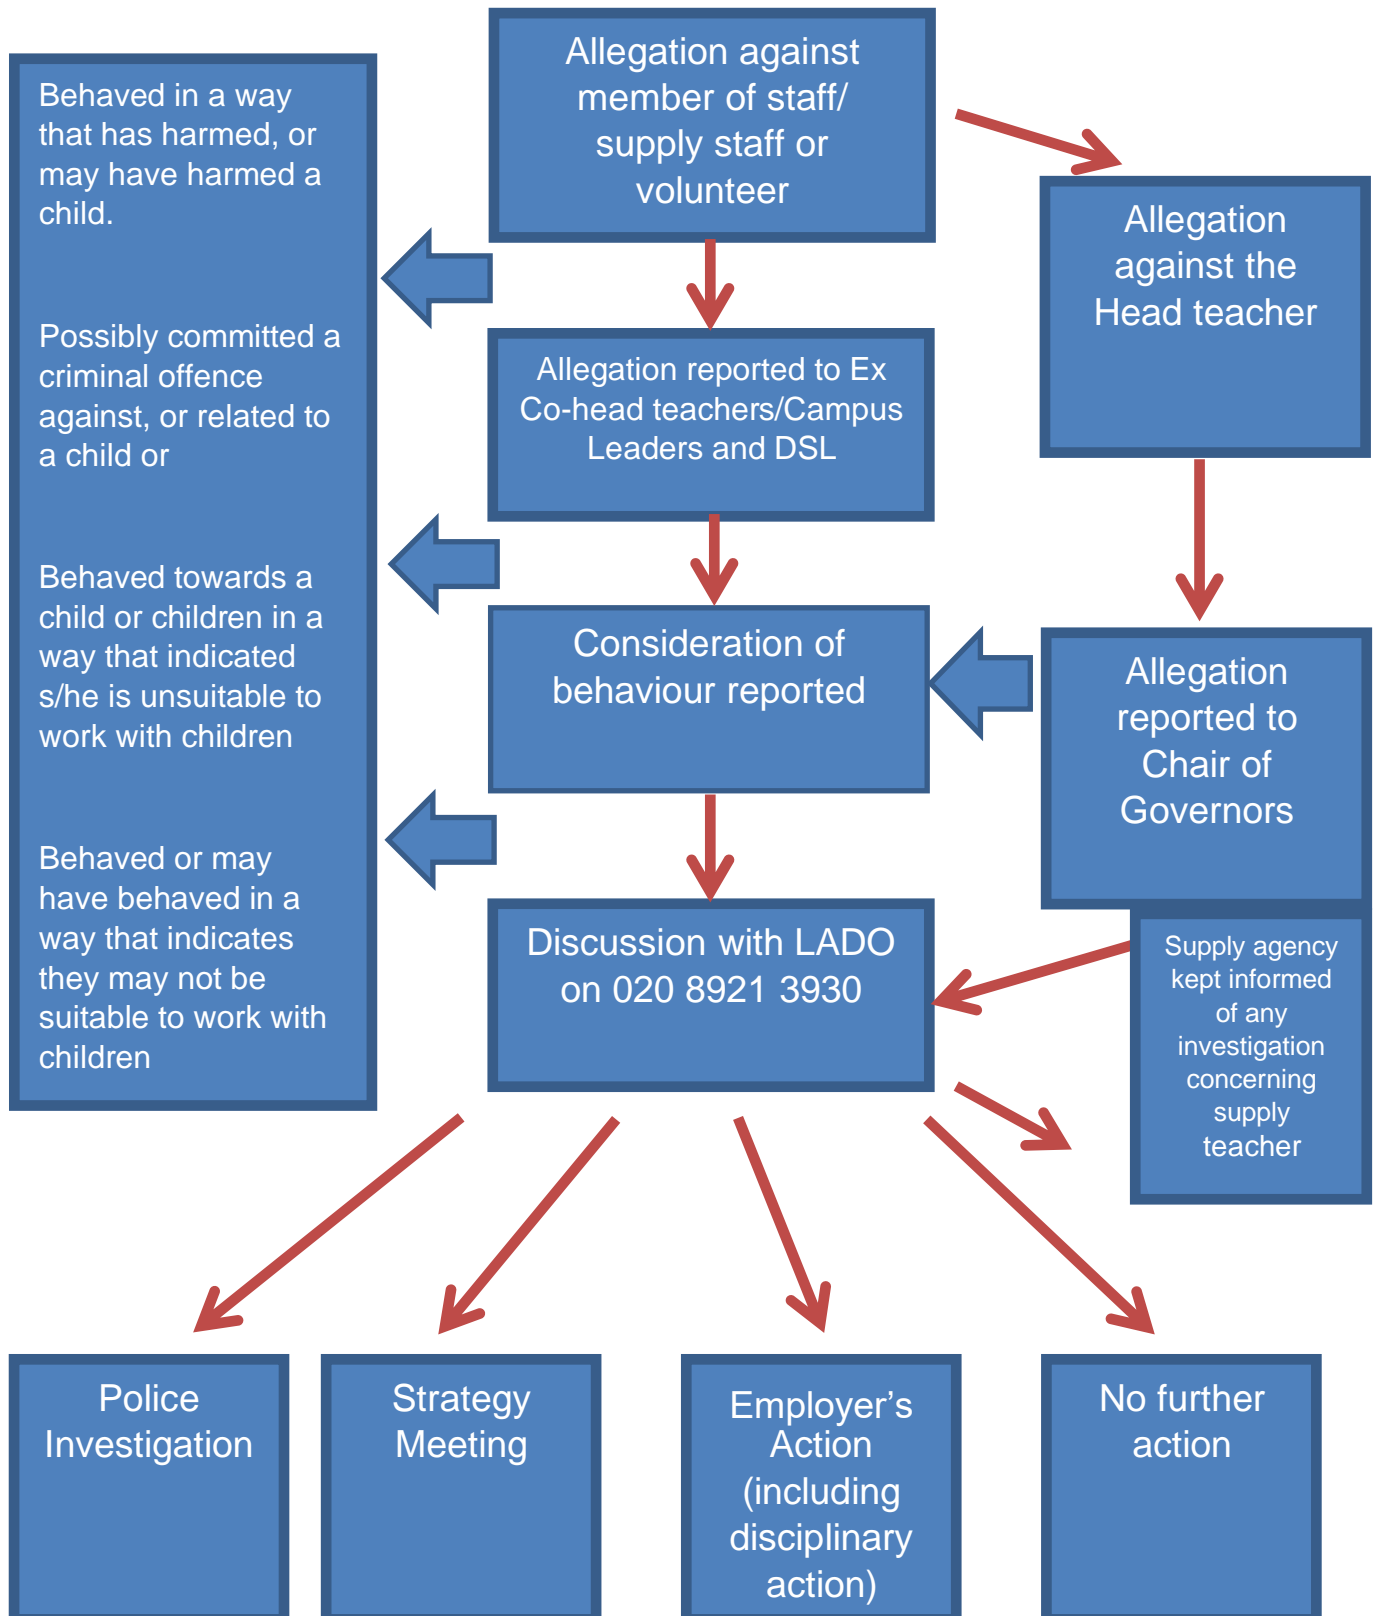 Allegation against
member of staff/
supply staff or
volunteer
Behaved in a way
that has harmed, or
may have harmed a
child.
Possibly committed a
criminal offence
against, or related to
a child or
Behaved towards a
child or children in a
way that indicated
s/he is unsuitable to
work with children
Behaved or may
have behaved in a
way that indicates
they may not be
suitable to work with
children
Allegation
against the
Head teacher
Allegation reported to Ex
Co-head teachers/Campus
Leaders and DSL
Consideration of
behaviour reported
Allegation
reported to
Chair of
Governors
Discussion with LADO
on 020 8921 3930
Supply agency
kept informed
of any
investigation
concerning
supply
teacher
Police
Investigation
Strategy
Meeting
Employer’s
Action
(including
disciplinary
action)
No further
action